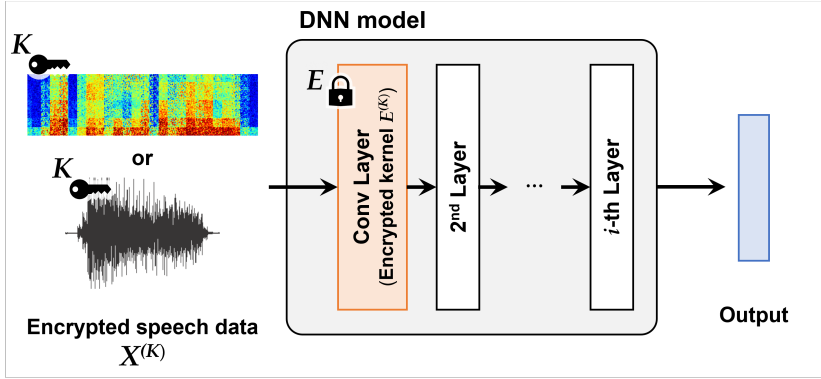 DNN model
K
or
K
Encrypted speech data
X^(K)
E
Conv Layer
(Encrypted kernel E^(K))
2nd Layer
...
i-th Layer
Output